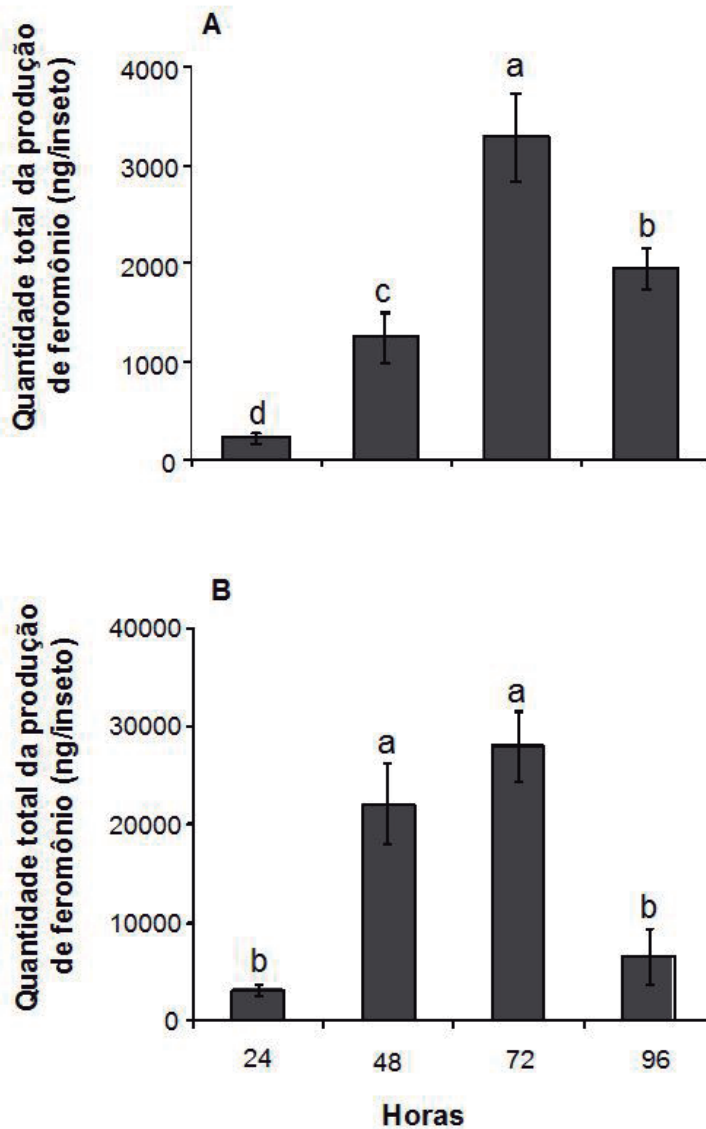 A
Quantidade total da produção
de feromônio (ng/inseto)
4000
3000
2000
1000
0
d
c
a
b
B
Quantidade total da produção
de feromônio (ng/inseto)
40000
30000
20000
10000
0
b
a
a
b
24 48 72 96
Horas